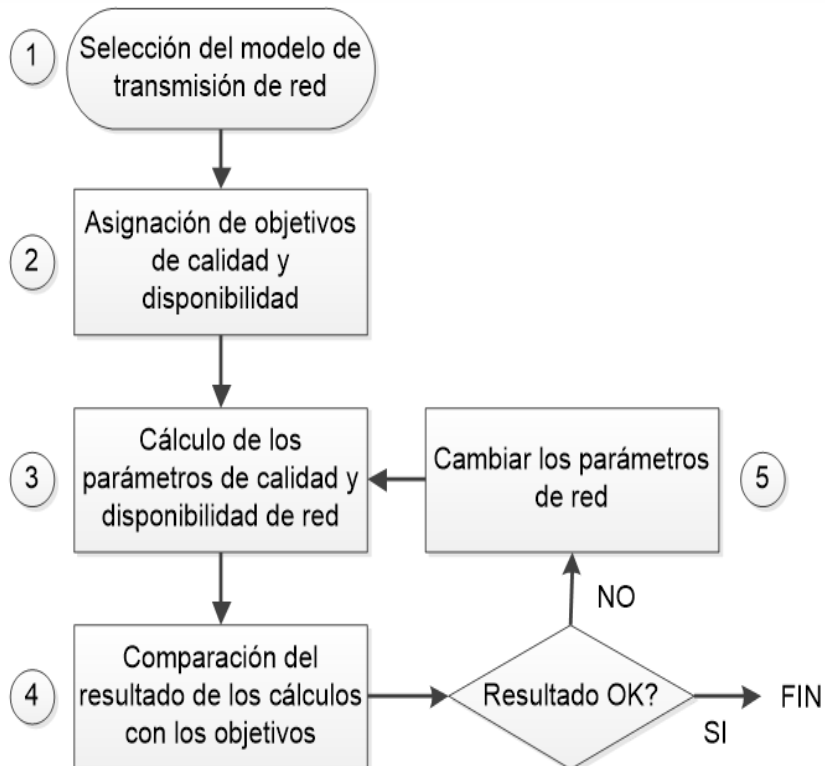 1
Selección del modelo de
transmisión de red
2
Asignación de objetivos
de calidad y
disponibilidad
3
Cálculo de los
parámetros de calidad y
disponibilidad de red
Cambiar los parámetros
de red
5
NO
4
Comparación del
resultado de los cálculos
con los objetivos
Resultado OK?
FIN
SI